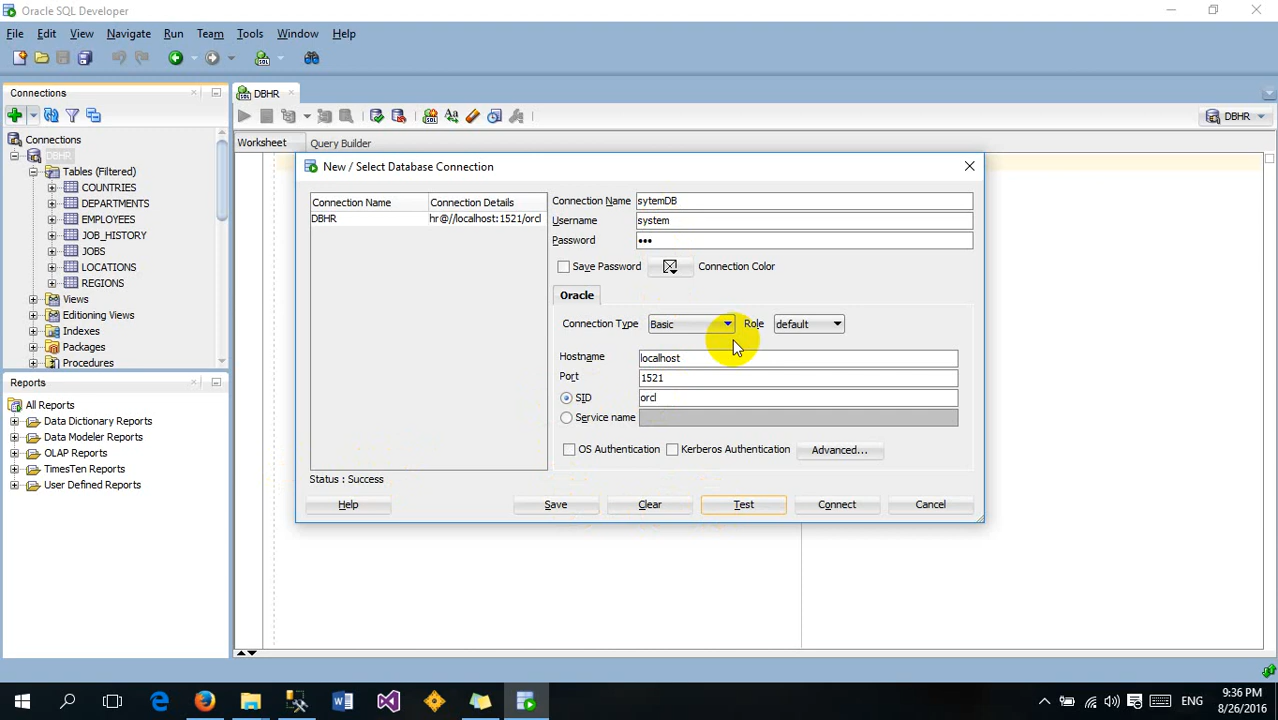 Oracle SQL Developer
File Edit View Navigate Run Team Tools Window Help
Connections
DBHR
DBHR
Worksheet Query Builder
Connections
DBHR
Tables (Filtered)
COUNTRIES
DEPARTMENTS
EMPLOYEES
JOB_HISTORY
JOBS
LOCATIONS
REGIONS
Views
Editioning Views
Indexes
Packages
Procedures
Reports
All Reports
Data Dictionary Reports
Data Modeler Reports
OLAP Reports
TimesTen Reports
User Defined Reports
New / Select Database Connection
Connection Name Connection Details
DBHR hr@//localhost:1521/orcl
Connection Name sytemDB
Username system
Password •••
Save Password Connection Color
Oracle
Connection Type Basic Role default
Hostname localhost
Port 1521
SID orcl
Service name
OS Authentication Kerberos Authentication Advanced...
Status : Success
Help Save Clear Test Connect Cancel
ENG
9:36 PM
8/26/2016